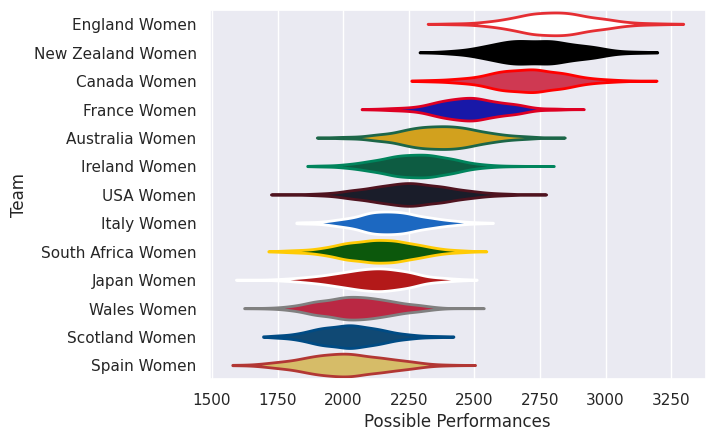 England Women
New Zealand Women
Canada Women
France Women
Australia Women
Ireland Women
USA Women
Italy Women
South Africa Women
Japan Women
Wales Women
Scotland Women
Spain Women
Team
1500 1750 2000 2250 2500 2750 3000 3250
Possible Performances